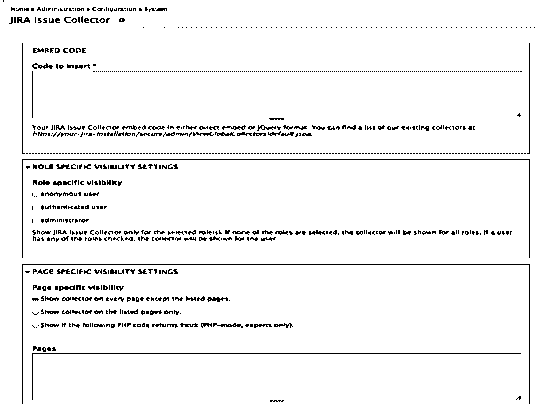 Home » Administration » Configuration » System
JIRA Issue Collector
EMBED CODE
Code to insert *
Your JIRA Issue Collector embed code in either direct embed or jQuery format. You can find a list of our existing collectors at
https://your-jira-installation/secure/admin/ViewGlobalCollectors!default.jspa.
ROLE SPECIFIC VISIBILITY SETTINGS
Role specific visibility
anonymous user
authenticated user
administrator
Show JIRA Issue Collector only for the selected role(s). If none of the roles are selected, the collector will be shown for all roles. If a user
has any of the roles checked, the collector will be shown for the user.
PAGE SPECIFIC VISIBILITY SETTINGS
Page specific visibility
Show collector on every page except the listed pages.
Show collector on the listed pages only.
Show if the following PHP code returns TRUE (PHP-mode, experts only).
Pages